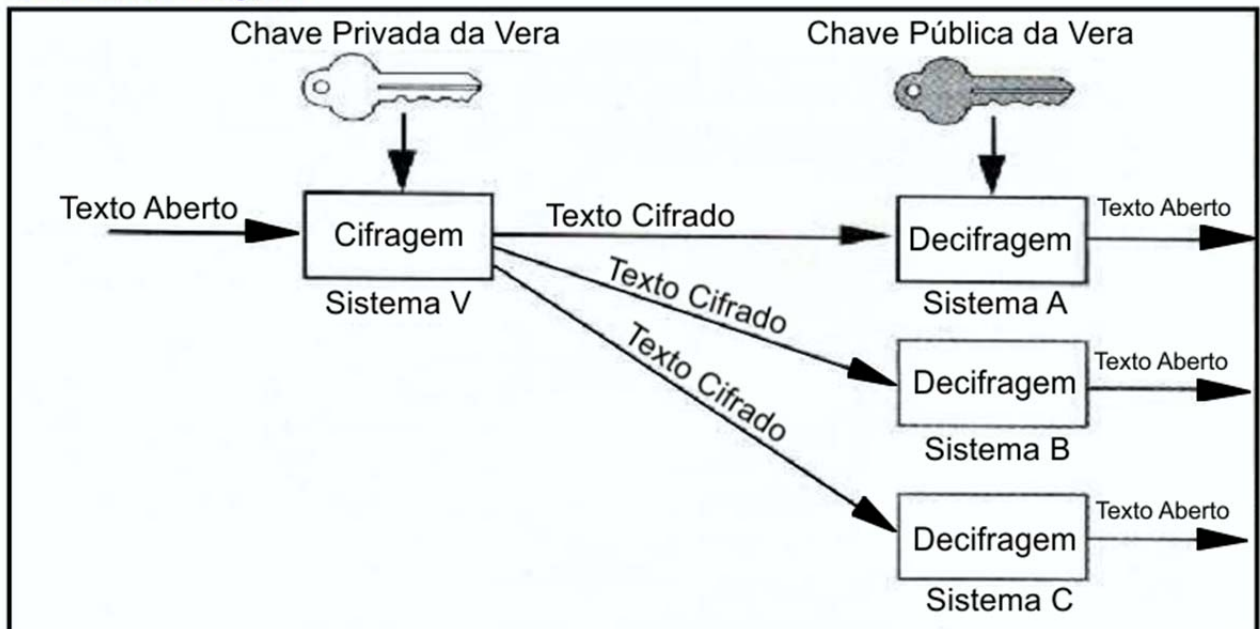 Chave Privada da Vera
Chave Pública da Vera
Texto Aberto
Cifragem
Sistema V
Texto Cifrado
Texto Cifrado
Texto Cifrado
Decifragem
Sistema A
Texto Aberto
Decifragem
Sistema B
Texto Aberto
Decifragem
Sistema C
Texto Aberto